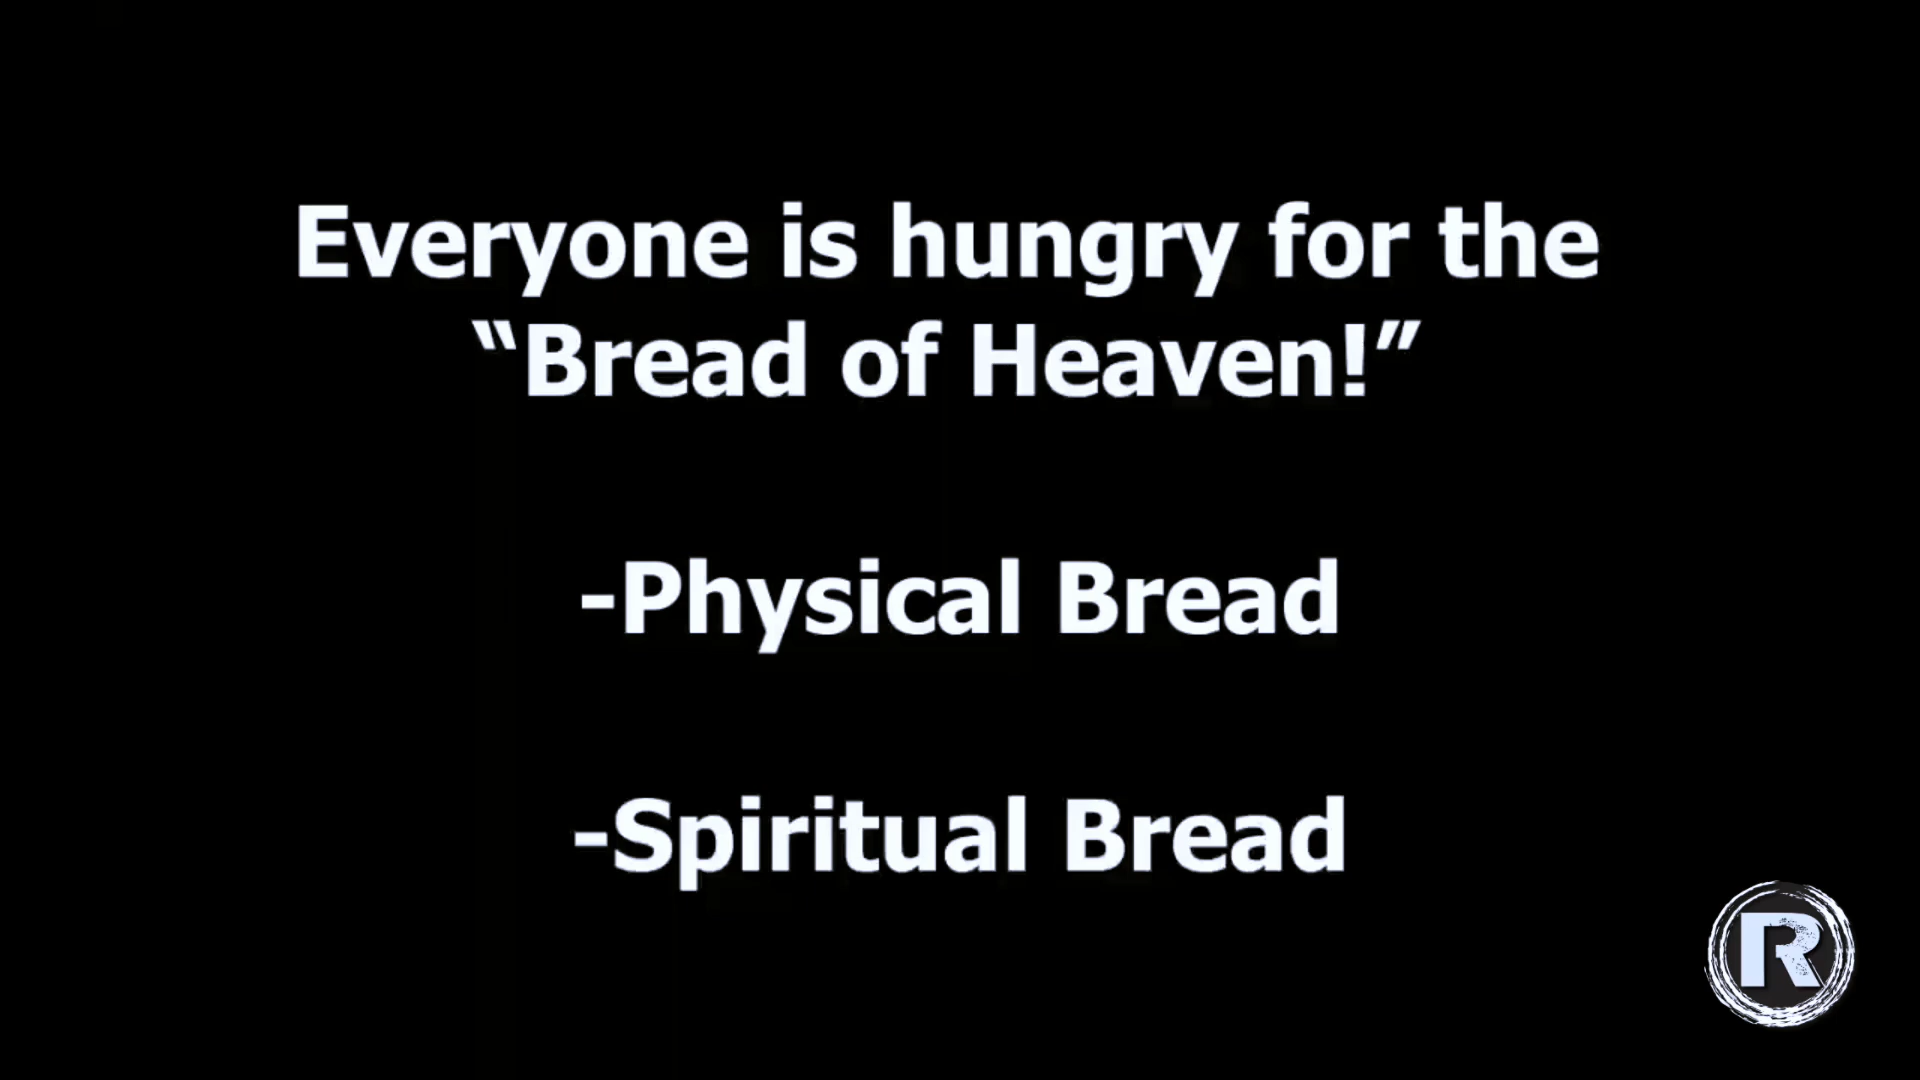 Everyone is hungry for the
“Bread of Heaven!”
-Physical Bread
-Spiritual Bread
R